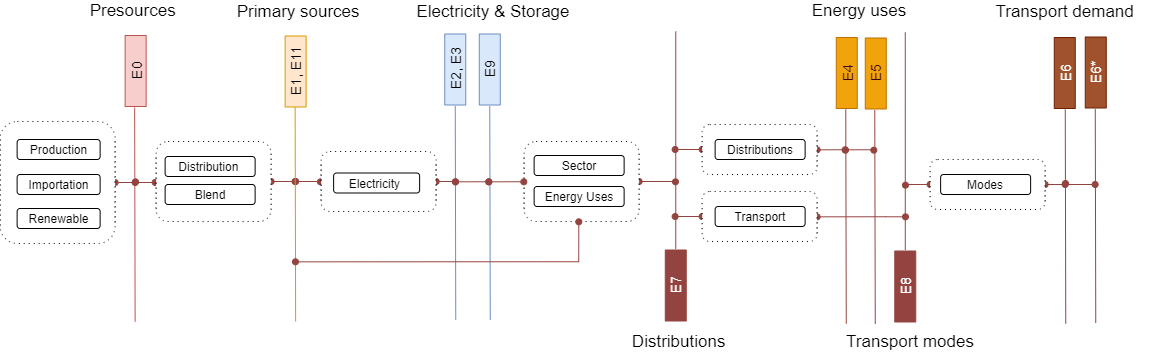 Presources
Primary sources
Electricity & Storage
Energy uses
Transport demand
E0
E1, E11
E2, E3
E9
E4
E5
E6
E6*
Production
Importation
Renewable
Distribution
Blend
Electricity
Sector
Energy Uses
Distributions
Transport
Modes
E7
E8
Distributions
Transport modes